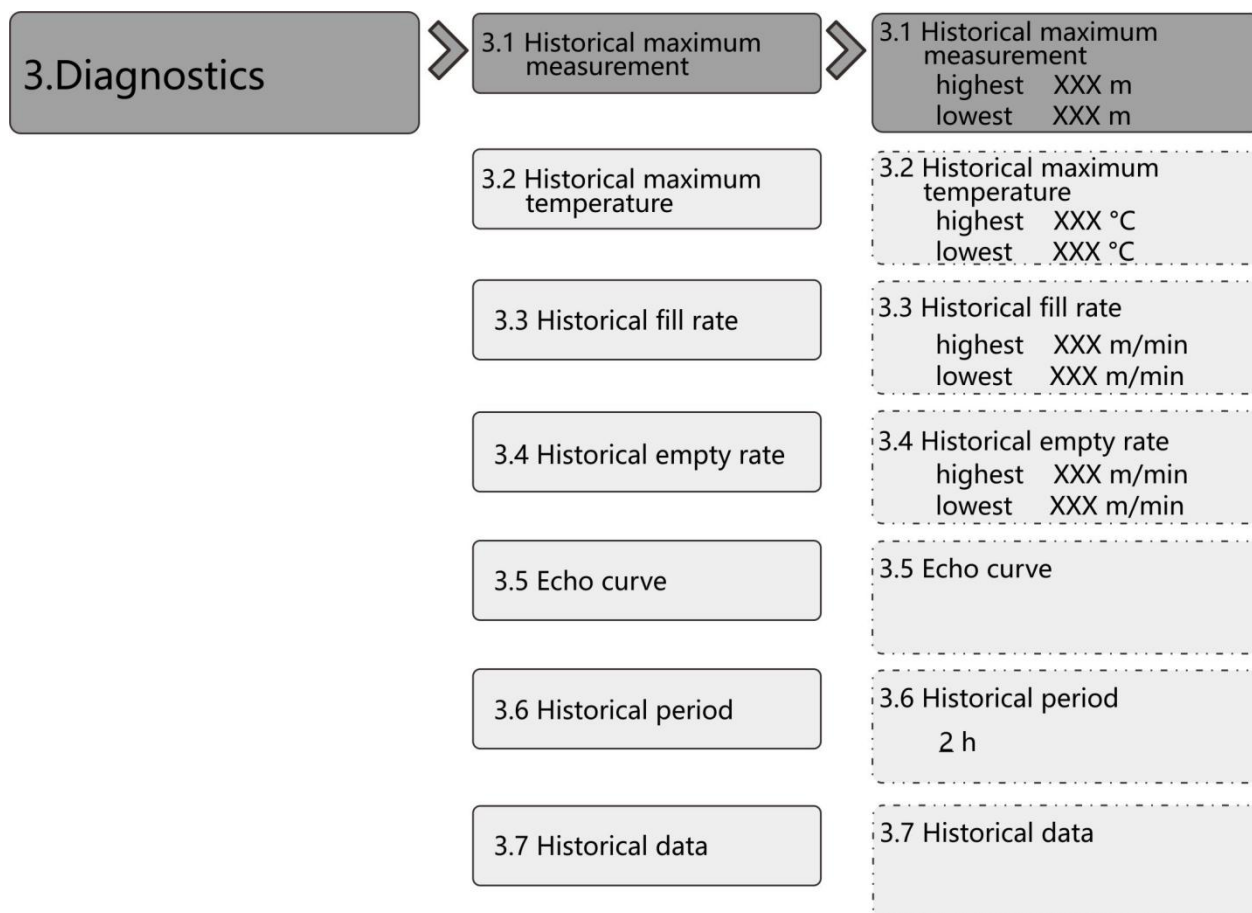 3.Diagnostics
3.1 Historical maximum
measurement
3.1 Historical maximum
measurement
highest XXX m
lowest XXX m
3.2 Historical maximum
temperature
3.2 Historical maximum
temperature
highest XXX °C
lowest XXX °C
3.3 Historical fill rate
3.3 Historical fill rate
highest XXX m/min
lowest XXX m/min
3.4 Historical empty rate
3.4 Historical empty rate
highest XXX m/min
lowest XXX m/min
3.5 Echo curve
3.5 Echo curve
3.6 Historical period
3.6 Historical period
2 h
3.7 Historical data
3.7 Historical data